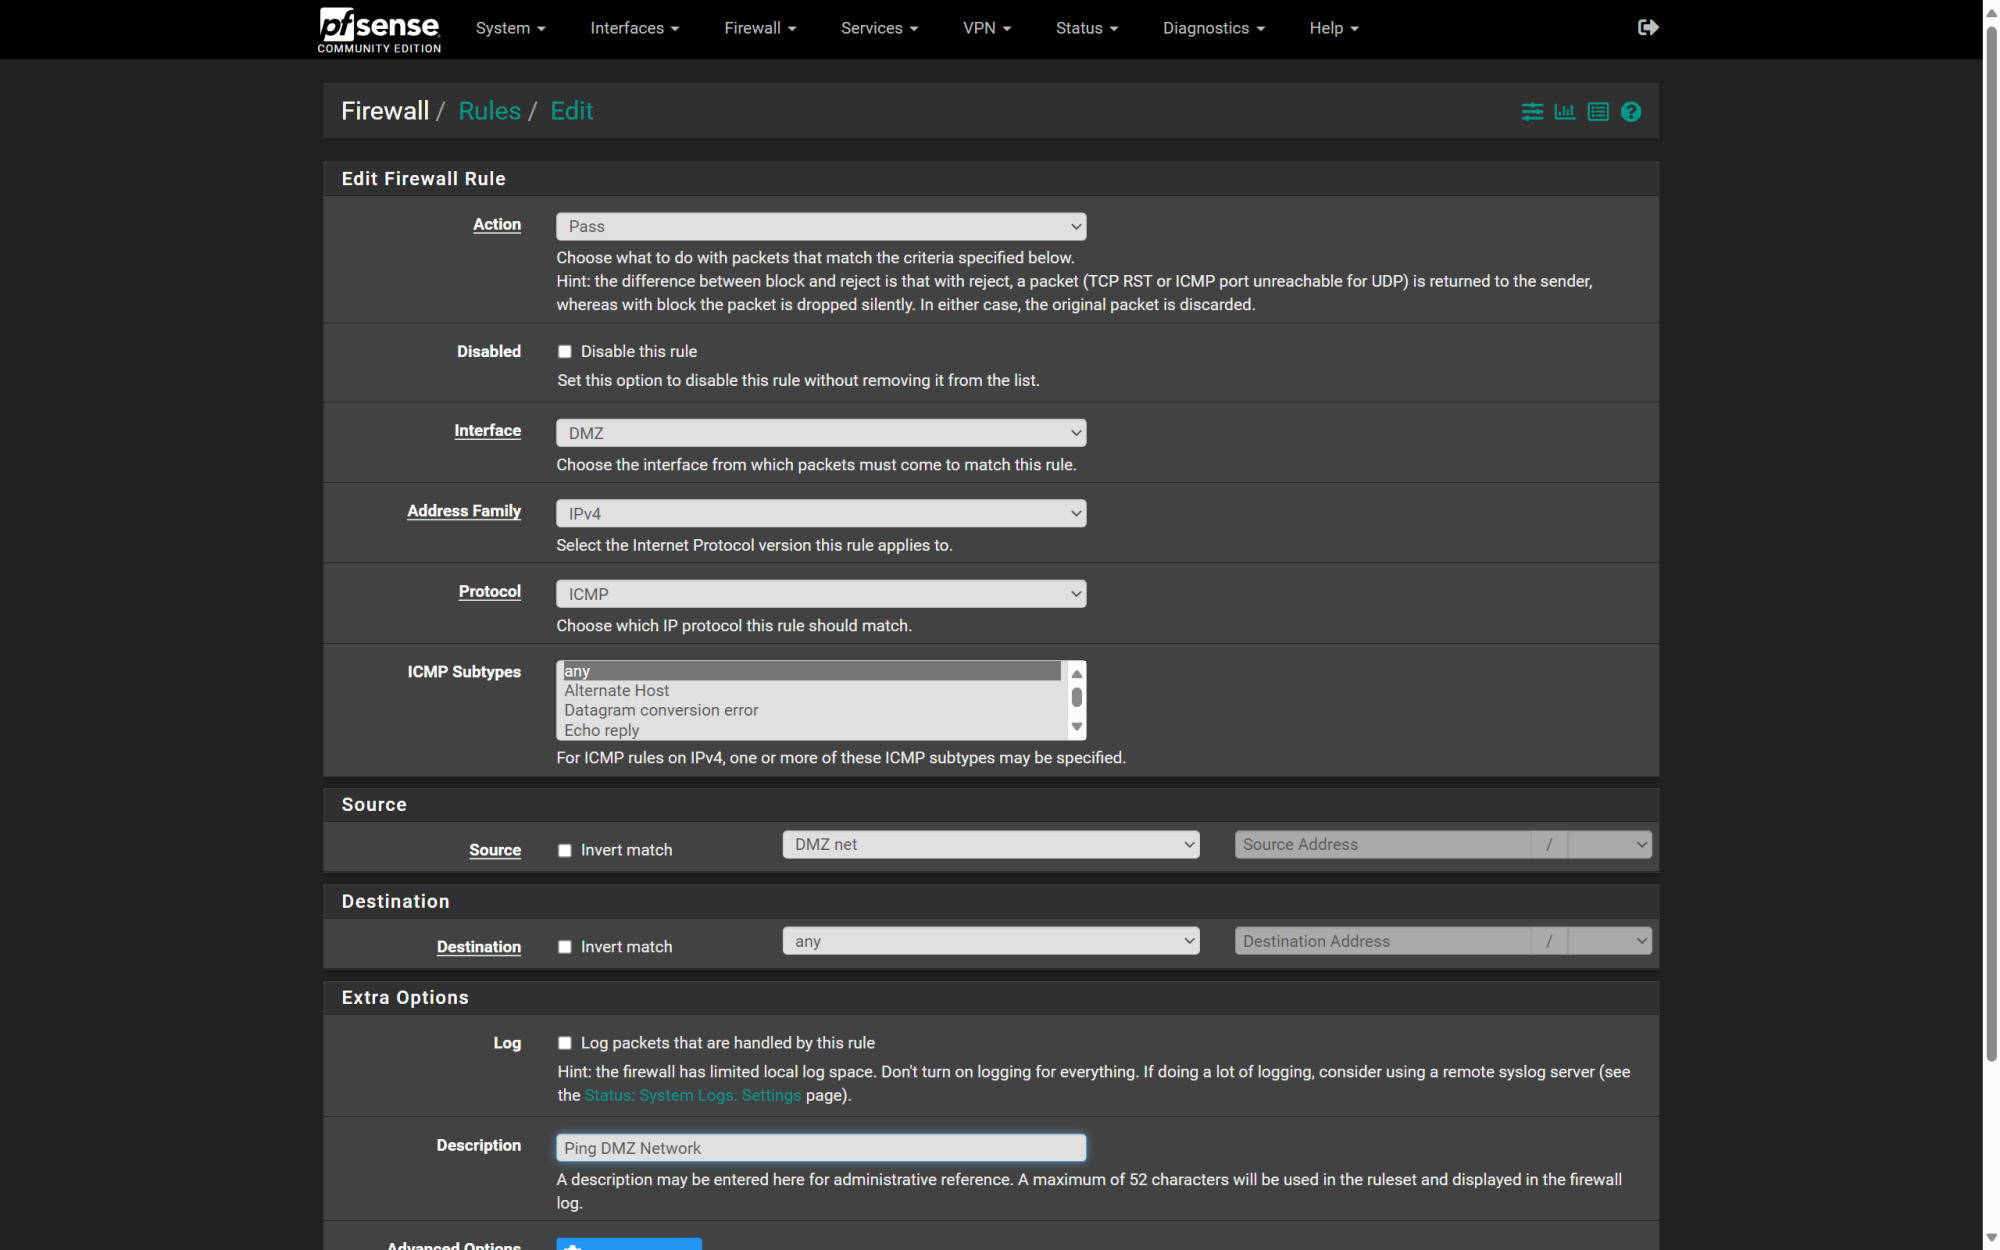 pfsense
COMMUNITY EDITION
System Interfaces Firewall Services VPN Status Diagnostics Help
Firewall / Rules / Edit
Edit Firewall Rule
Action
Pass
Choose what to do with packets that match the criteria specified below.
Hint: the difference between block and reject is that with reject, a packet (TCP RST or ICMP port unreachable for UDP) is returned to the sender,
whereas with block the packet is dropped silently. In either case, the original packet is discarded.
Disabled
Disable this rule
Set this option to disable this rule without removing it from the list.
Interface
DMZ
Choose the interface from which packets must come to match this rule.
Address Family
IPv4
Select the Internet Protocol version this rule applies to.
Protocol
ICMP
Choose which IP protocol this rule should match.
ICMP Subtypes
any
Alternate Host
Datagram conversion error
Echo reply
For ICMP rules on IPv4, one or more of these ICMP subtypes may be specified.
Source
Source Invert match DMZ net Source Address /
Destination
Destination Invert match any Destination Address /
Extra Options
Log
Log packets that are handled by this rule
Hint: the firewall has limited local log space. Don't turn on logging for everything. If doing a lot of logging, consider using a remote syslog server (see
the Status: System Logs: Settings page).
Description
Ping DMZ Network
A description may be entered here for administrative reference. A maximum of 52 characters will be used in the ruleset and displayed in the firewall
log.
Advanced Options